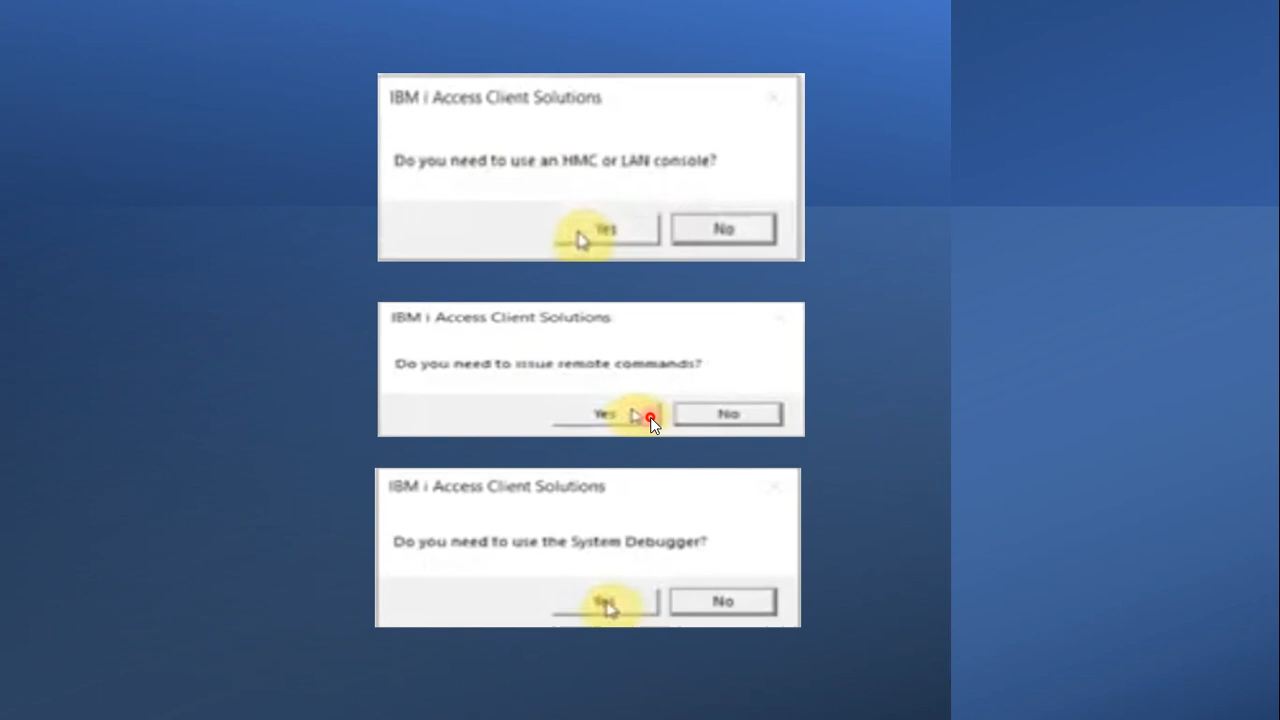 IBM i Access Client Solutions
Do you need to use an HMC or LAN console?
Yes No
IBM i Access Client Solutions
Do you need to issue remote commands?
Yes No
IBM i Access Client Solutions
Do you need to use the System Debugger?
Yes No